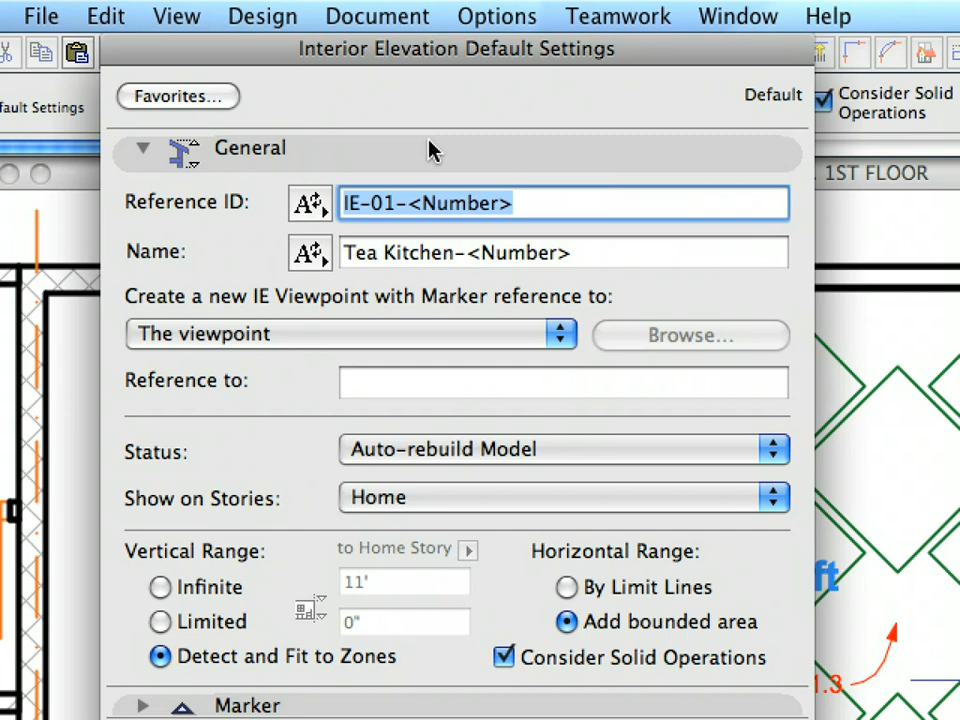 File Edit View Design Document Options Teamwork Window Help
Interior Elevation Default Settings
Favorites...
Default
fault Settings
Consider Solid
Operations
General
1ST FLOOR
Reference ID:
IE-01-<Number>
Name:
Tea Kitchen-<Number>
Create a new IE Viewpoint with Marker reference to:
The viewpoint
Browse...
Reference to:
Status:
Auto-rebuild Model
Show on Stories:
Home
Vertical Range:
to Home Story
Horizontal Range:
Infinite
11'
By Limit Lines
ft
Limited
0"
Add bounded area
Detect and Fit to Zones
Consider Solid Operations
1.3
Marker